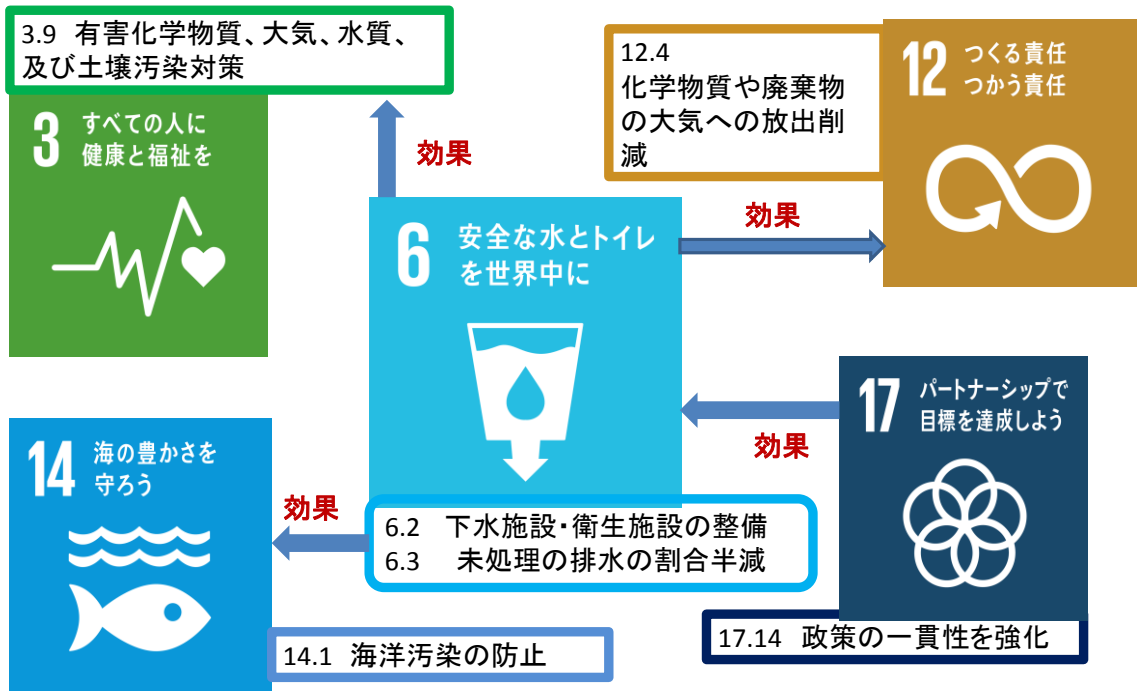 3.9 有害化学物質、大気、水質、
及び土壌汚染対策
3 すべての人に
健康と福祉を
効果
12.4
化学物質や廃棄物
の大気への放出削
減
12 つくる責任
つかう責任
効果
6 安全な水とトイレ
を世界中に
17 パートナーシップで
目標を達成しよう
効果
14 海の豊かさを
守ろう
効果
6.2 下水施設・衛生施設の整備
6.3 未処理の排水の割合半減
14.1 海洋汚染の防止
17.14 政策の一貫性を強化